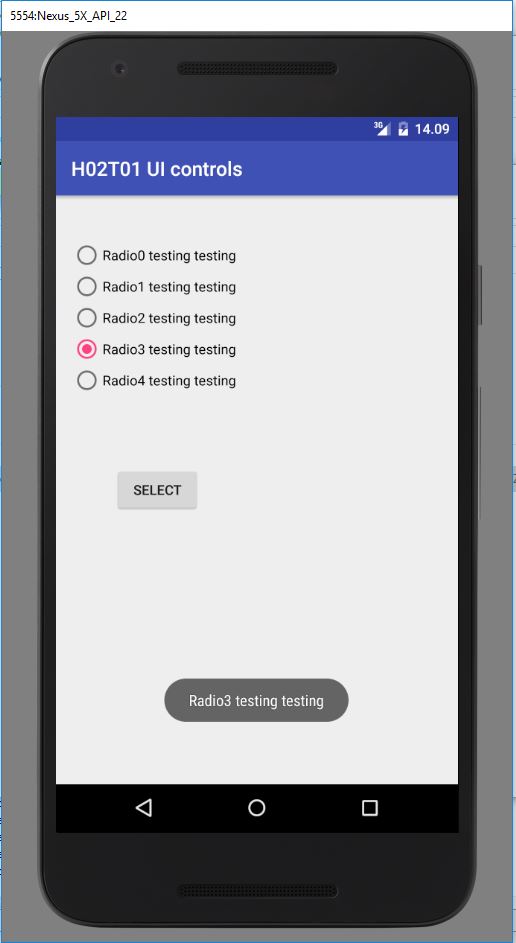 5554:Nexus_5X_API_22
3G 14.09
H02T01 UI controls
Radio0 testing testing
Radio1 testing testing
Radio2 testing testing
Radio3 testing testing
Radio4 testing testing
SELECT
Radio3 testing testing